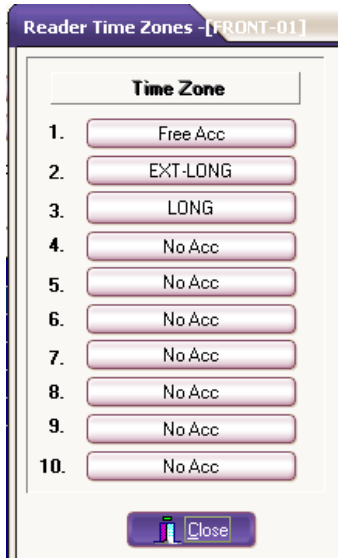 Reader Time Zones -[FRONT-01]
Time Zone
1. Free Acc
2. EXT-LONG
3. LONG
4. No Acc
5. No Acc
6. No Acc
7. No Acc
8. No Acc
9. No Acc
10. No Acc
Close